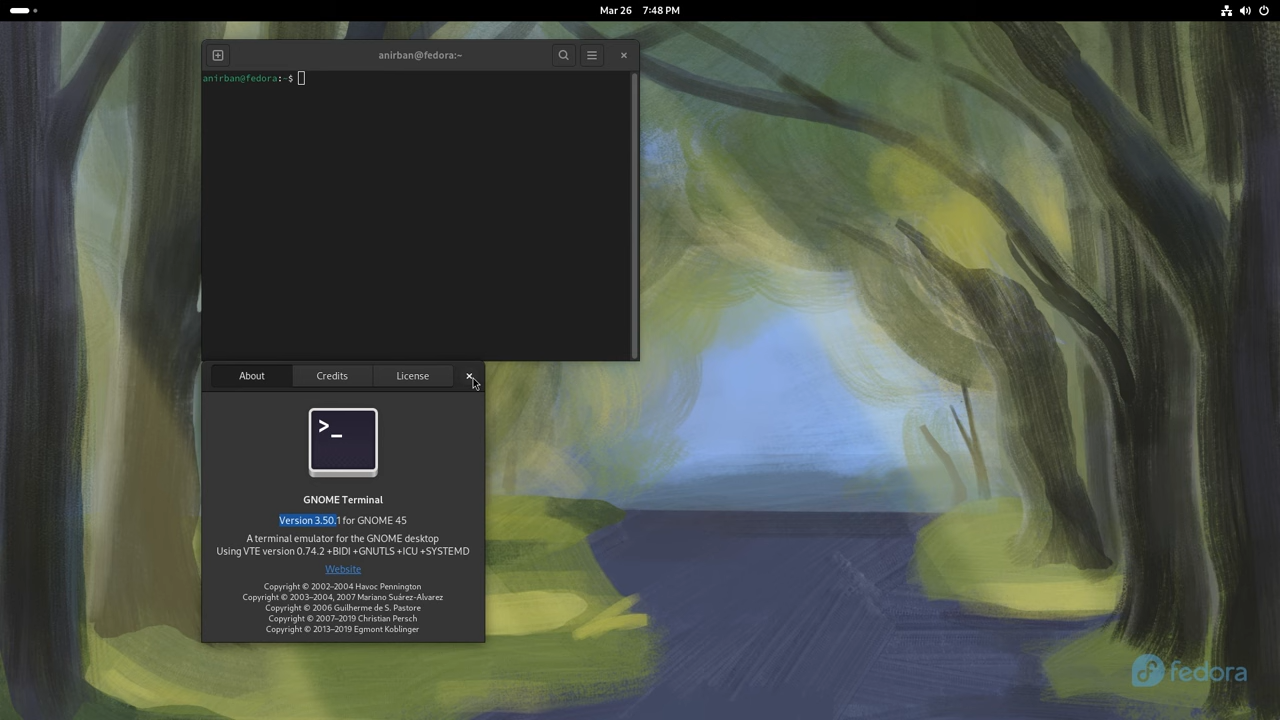 Mar 26 7:48 PM
anirban@fedora:~
anirban@fedora:~$
About Credits License
>_
GNOME Terminal
Version 3.50.1 for GNOME 45
A terminal emulator for the GNOME desktop
Using VTE version 0.74.2 +BIDI +GNUTLS +ICU +SYSTEMD
Website
Copyright © 2002–2004 Havoc Pennington
Copyright © 2003–2004, 2007 Mariano Suárez-Alvarez
Copyright © 2006 Guilherme de S. Pastore
Copyright © 2007–2019 Christian Persch
Copyright © 2013–2019 Egmont Koblinger
fedora